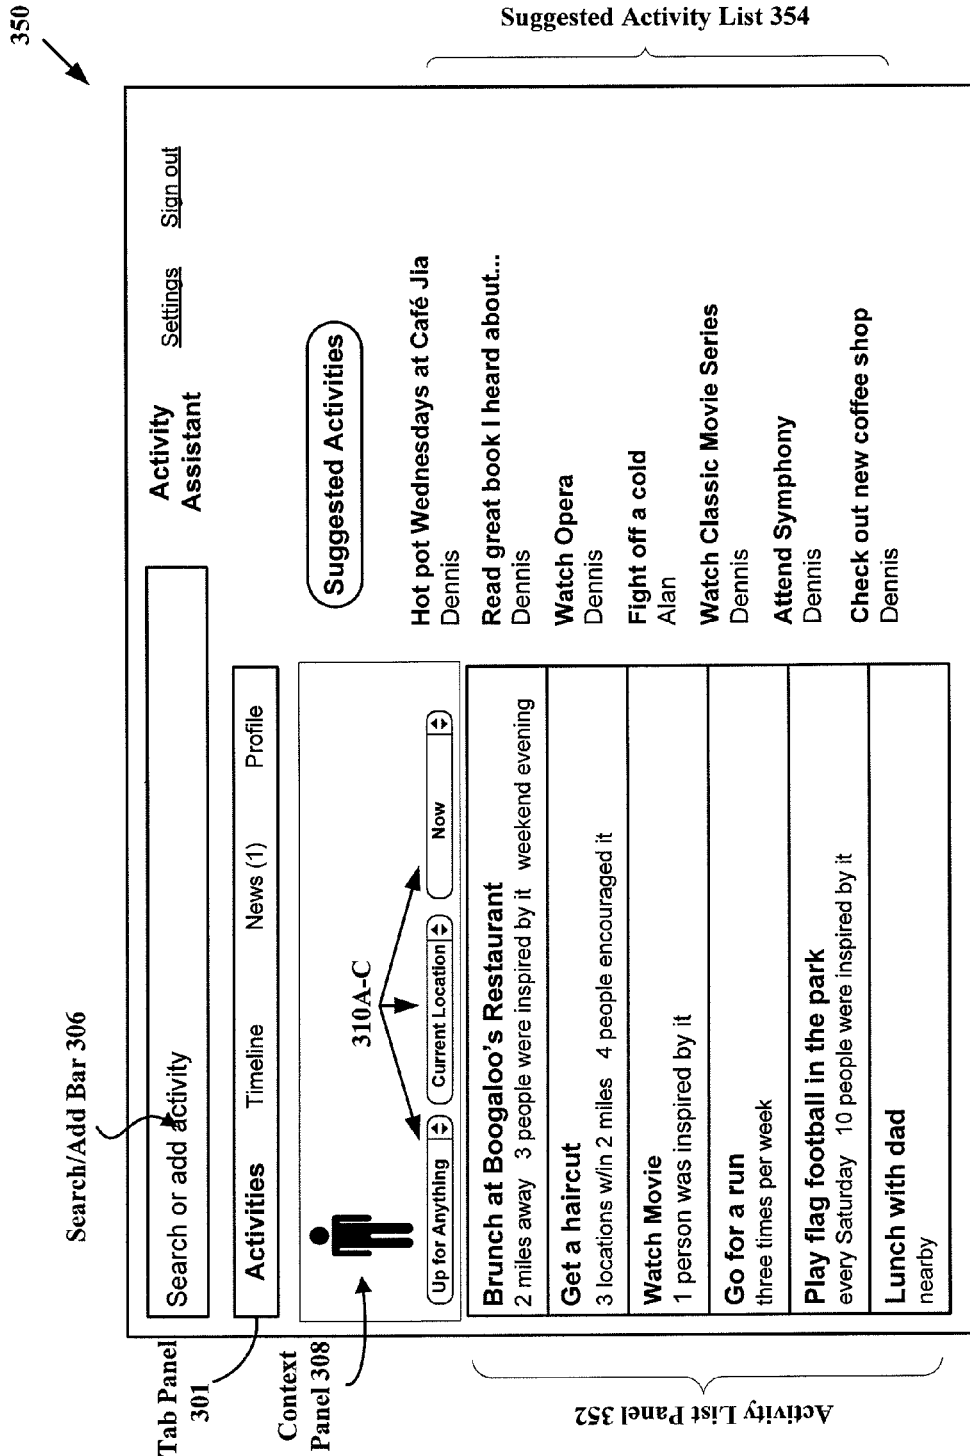 350
Search/Add Bar 306
Search or add activity
Activity
Assistant
Settings
Sign out
Tab Panel
301
Activities
Timeline
News (1)
Profile
Context
Panel 308
310A-C
Up for Anything
Current Location
Now
Suggested Activities
Activity List Panel 352
Brunch at Boogaloo's Restaurant
2 miles away 3 people were inspired by it weekend evening
Get a haircut
3 locations w/in 2 miles 4 people encouraged it
Watch Movie
1 person was inspired by it
Go for a run
three times per week
Play flag football in the park
every Saturday 10 people were inspired by it
Lunch with dad
nearby
Hot pot Wednesdays at Café Jia
Dennis
Read great book I heard about...
Dennis
Watch Opera
Dennis
Fight off a cold
Alan
Watch Classic Movie Series
Dennis
Attend Symphony
Dennis
Check out new coffee shop
Dennis
Suggested Activity List 354